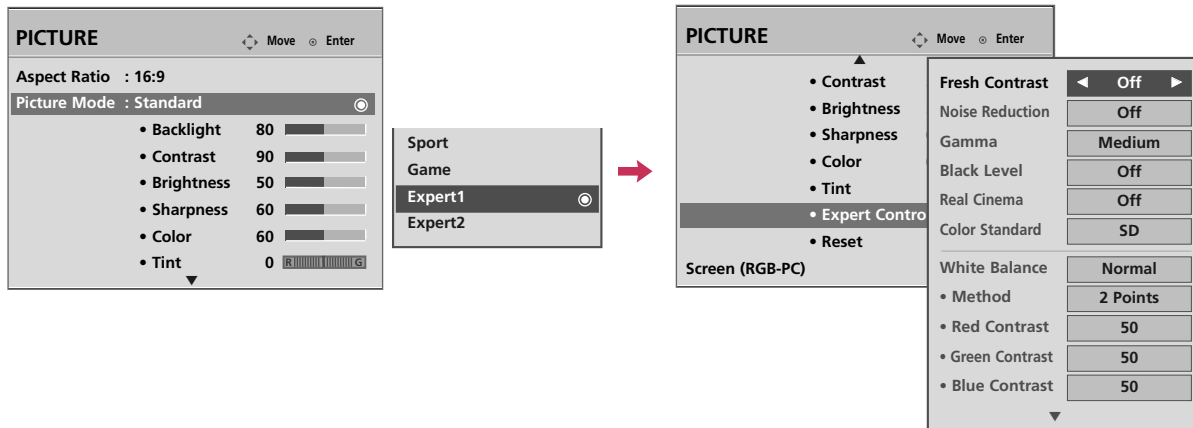 PICTURE
Move Enter
Aspect Ratio : 16:9
Picture Mode : Standard
• Backlight 80
• Contrast 90
• Brightness 50
• Sharpness 60
• Color 60
• Tint 0 R G
Sport
Game
Expert1
Expert2
PICTURE
Move Enter
• Contrast
• Brightness
• Sharpness
• Color
• Tint
• Expert Contro
• Reset
Screen (RGB-PC)
Fresh Contrast Off
Noise Reduction Off
Gamma Medium
Black Level Off
Real Cinema Off
Color Standard SD
White Balance Normal
• Method 2 Points
• Red Contrast 50
• Green Contrast 50
• Blue Contrast 50